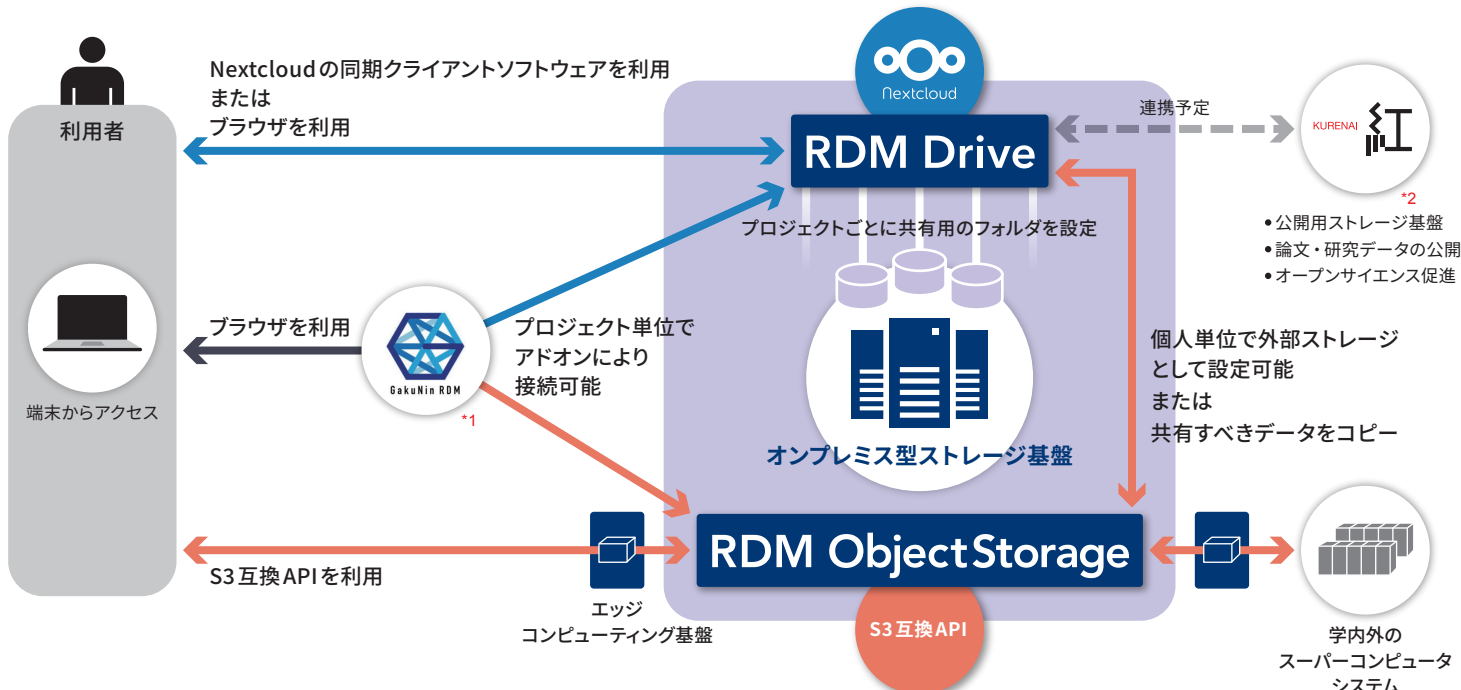 利用者
Nextcloudの同期クライアントソフトウェアを利用
または
ブラウザを利用
Nextcloud
RDM Drive
連携予定
KURENAI 紅
*2
•公開用ストレージ基盤
•論文・研究データの公開
•オープンサイエンス促進
プロジェクトごとに共有用のフォルダを設定
ブラウザを利用
GakuNin RDM
*1
プロジェクト単位で
アドオンにより
接続可能
端末からアクセス
オンプレミス型ストレージ基盤
個人単位で外部ストレージ
として設定可能
または
共有すべきデータをコピー
RDM ObjectStorage
S3互換APIを利用
エッジ
コンピューティング基盤
S3互換API
学内外の
スーパーコンピュータ
システム